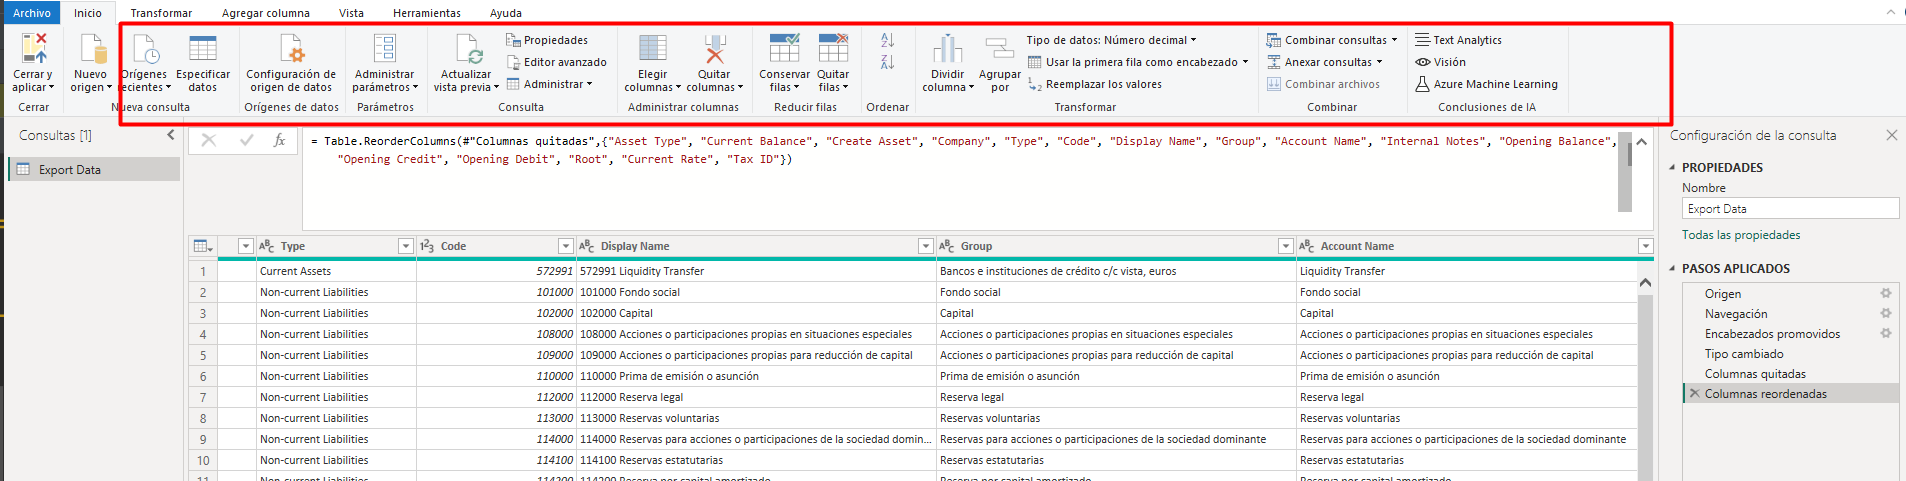 Archivo Inicio Transformar Agregar columna Vista Herramientas Ayuda
Cerrar y aplicar
Cerrar
Nuevo origen
Orígenes recientes
Especificar datos
Nueva consulta
Configuración de origen de datos
Orígenes de datos
Administrar parámetros
Parámetros
Actualizar vista previa
Propiedades
Editor avanzado
Administrar
Consulta
Elegir columnas
Quitar columnas
Administrar columnas
Conservar filas
Quitar filas
Reducir filas
Ordenar
Dividir columna
Agrupar por
Tipo de datos: Número decimal
Usar la primera fila como encabezado
Reemplazar los valores
Transformar
Combinar consultas
Anexar consultas
Combinar archivos
Combinar
Text Analytics
Visión
Azure Machine Learning
Conclusiones de IA
Consultas [1]
Export Data
fx
= Table.ReorderColumns(#"Columnas quitadas",{"Asset Type", "Current Balance", "Create Asset", "Company", "Type", "Code", "Display Name", "Group", "Account Name", "Internal Notes", "Opening Balance",
"Opening Credit", "Opening Debit", "Root", "Current Rate", "Tax ID"})
ABC Type 123 Code ABC Display Name ABC Group ABC Account Name
1 Current Assets 572991 572991 Liquidity Transfer Bancos e instituciones de crédito c/c vista, euros Liquidity Transfer
2 Non-current Liabilities 101000 101000 Fondo social Fondo social Fondo social
3 Non-current Liabilities 102000 102000 Capital Capital Capital
4 Non-current Liabilities 108000 108000 Acciones o participaciones propias en situaciones especiales Acciones o participaciones propias en situaciones especiales Acciones o participaciones propias en situaciones especiales
5 Non-current Liabilities 109000 109000 Acciones o participaciones propias para reducción de capital Acciones o participaciones propias para reducción de capital Acciones o participaciones propias para reducción de capital
6 Non-current Liabilities 110000 110000 Prima de emisión o asunción Prima de emisión o asunción Prima de emisión o asunción
7 Non-current Liabilities 112000 112000 Reserva legal Reserva legal Reserva legal
8 Non-current Liabilities 113000 113000 Reservas voluntarias Reservas voluntarias Reservas voluntarias
9 Non-current Liabilities 114000 114000 Reservas para acciones o participaciones de la sociedad domin... Reservas para acciones o participaciones de la sociedad dominante Reservas para acciones o participaciones de la sociedad dominante
10 Non-current Liabilities 114100 114100 Reservas estatutarias Reservas estatutarias Reservas estatutarias
Configuración de la consulta
PROPIEDADES
Nombre
Export Data
Todas las propiedades
PASOS APLICADOS
Origen
Navegación
Encabezados promovidos
Tipo cambiado
Columnas quitadas
Columnas reordenadas